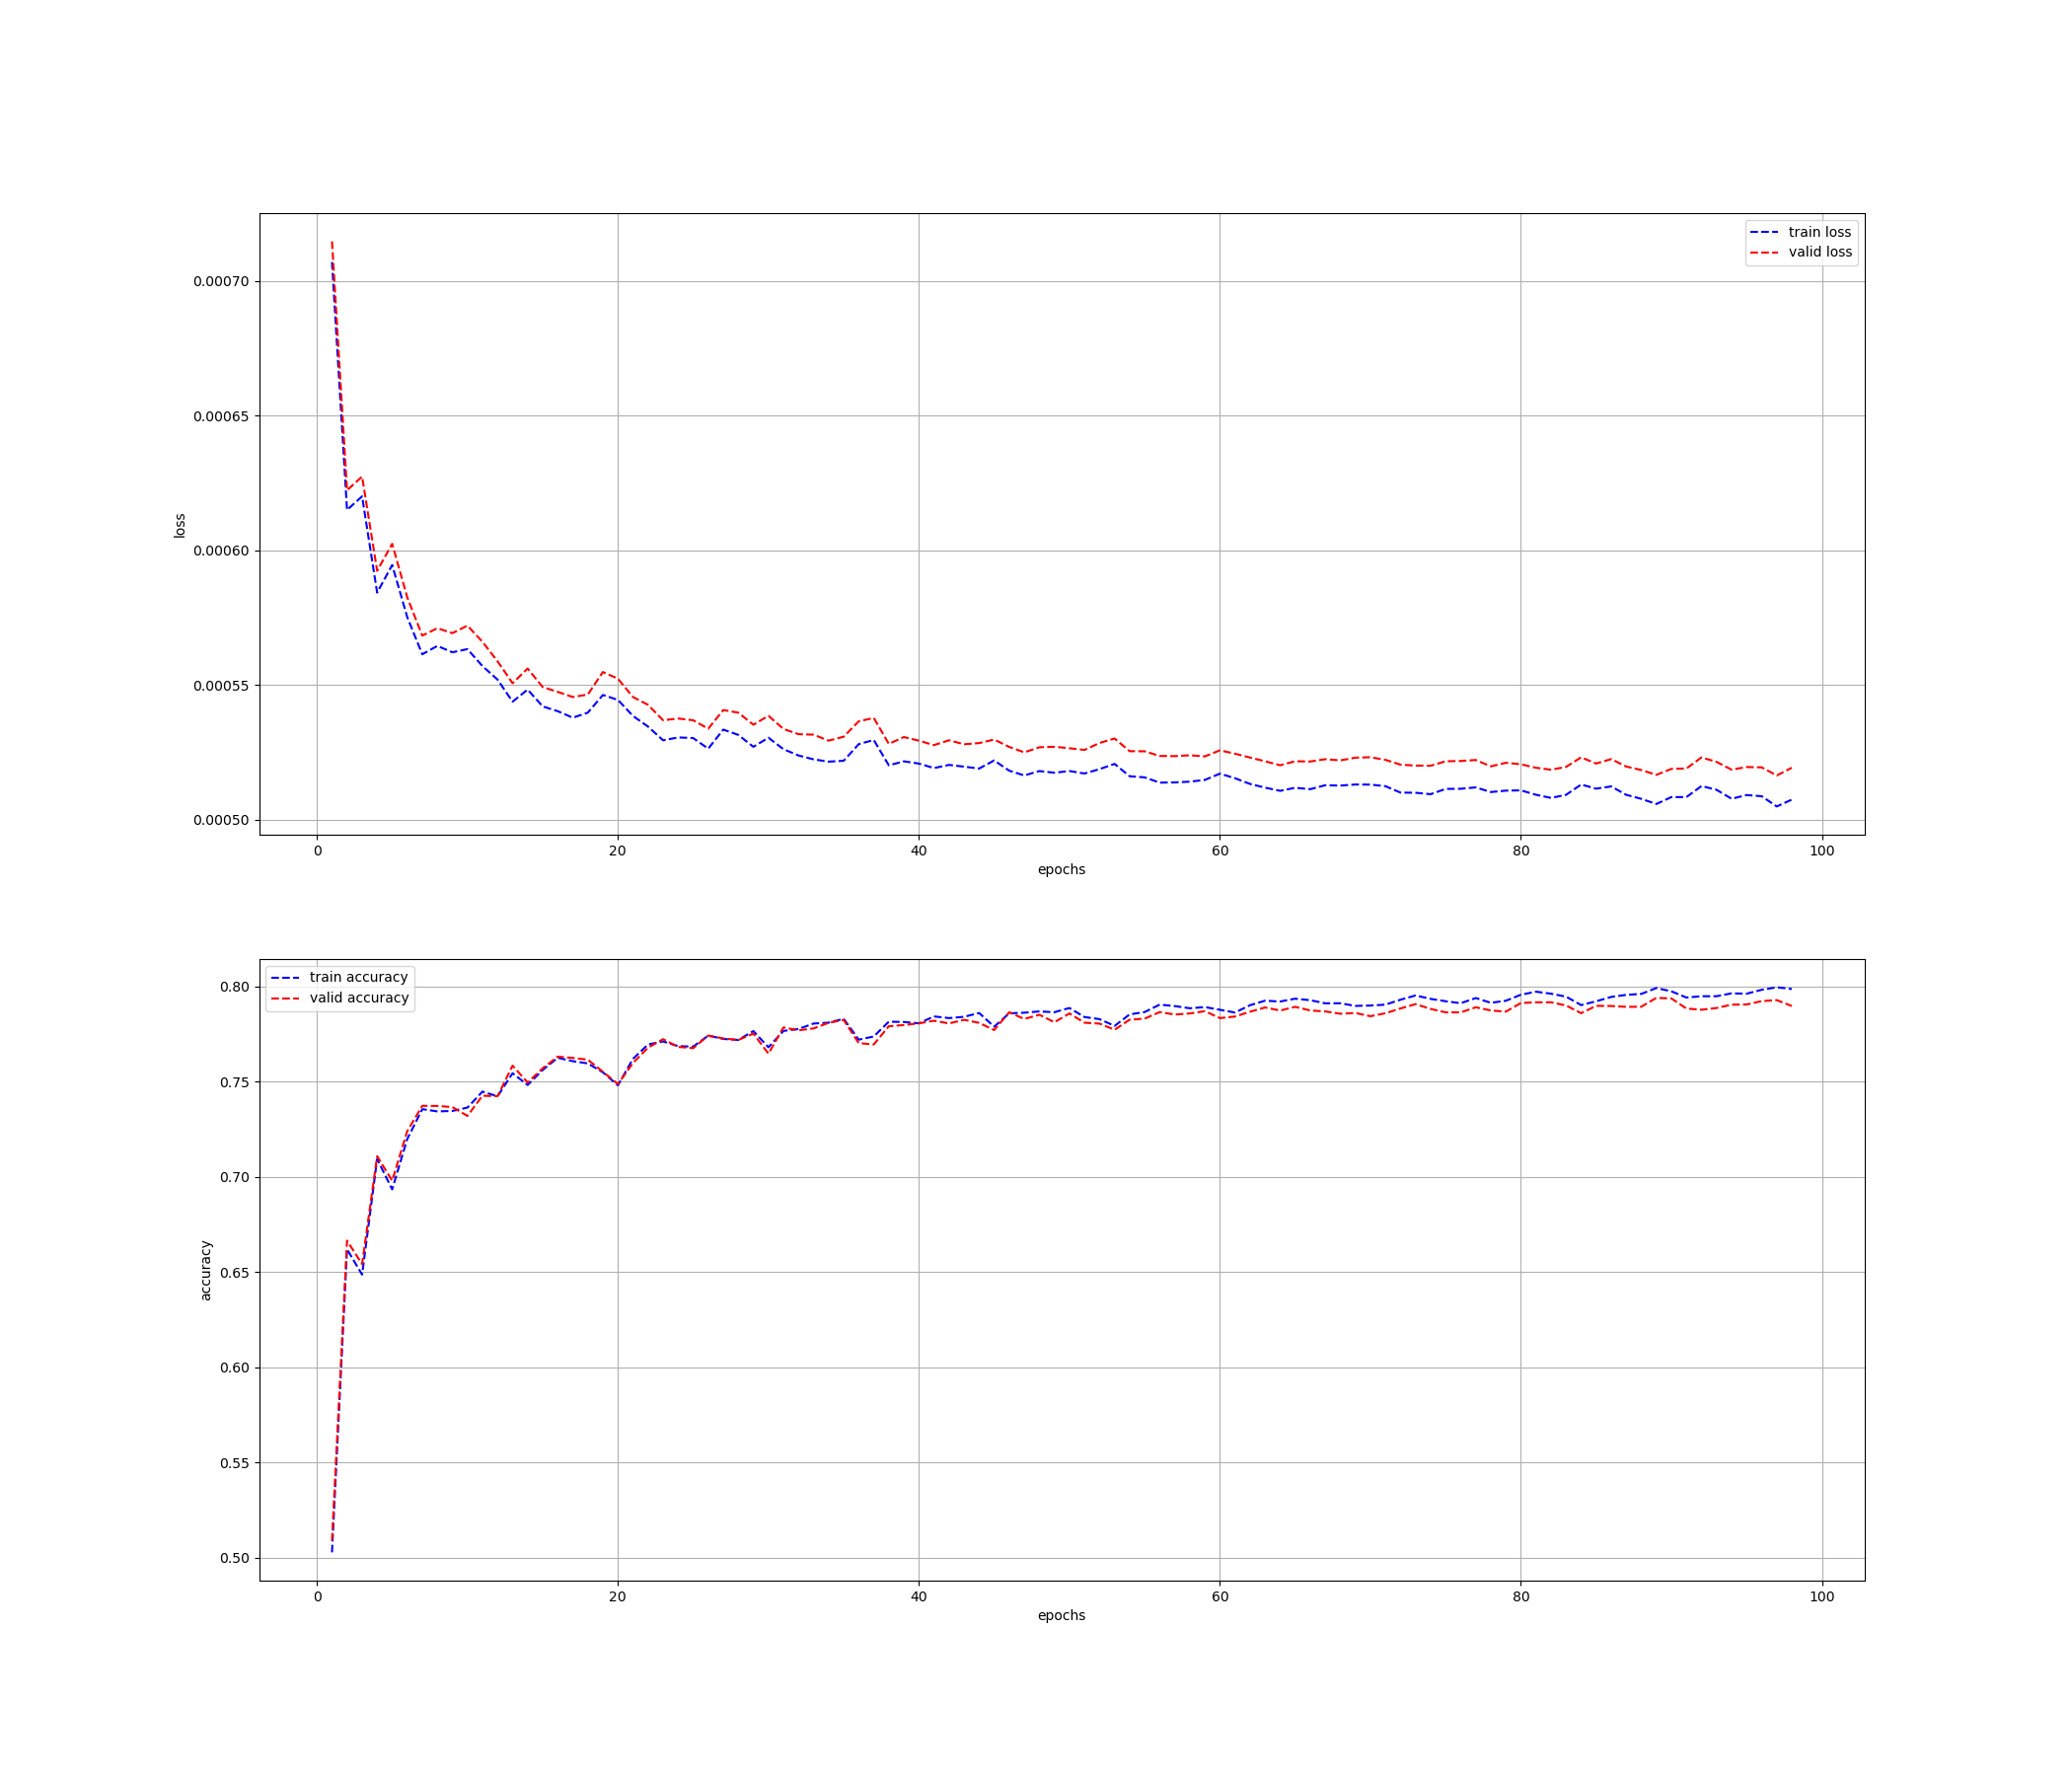 train loss
valid loss
0.00070
0.00065
0.00060
0.00055
0.00050
loss
0 20 40 60 80 100
epochs
train accuracy
valid accuracy
0.80
0.75
0.70
0.65
0.60
0.55
0.50
accuracy
0 20 40 60 80 100
epochs